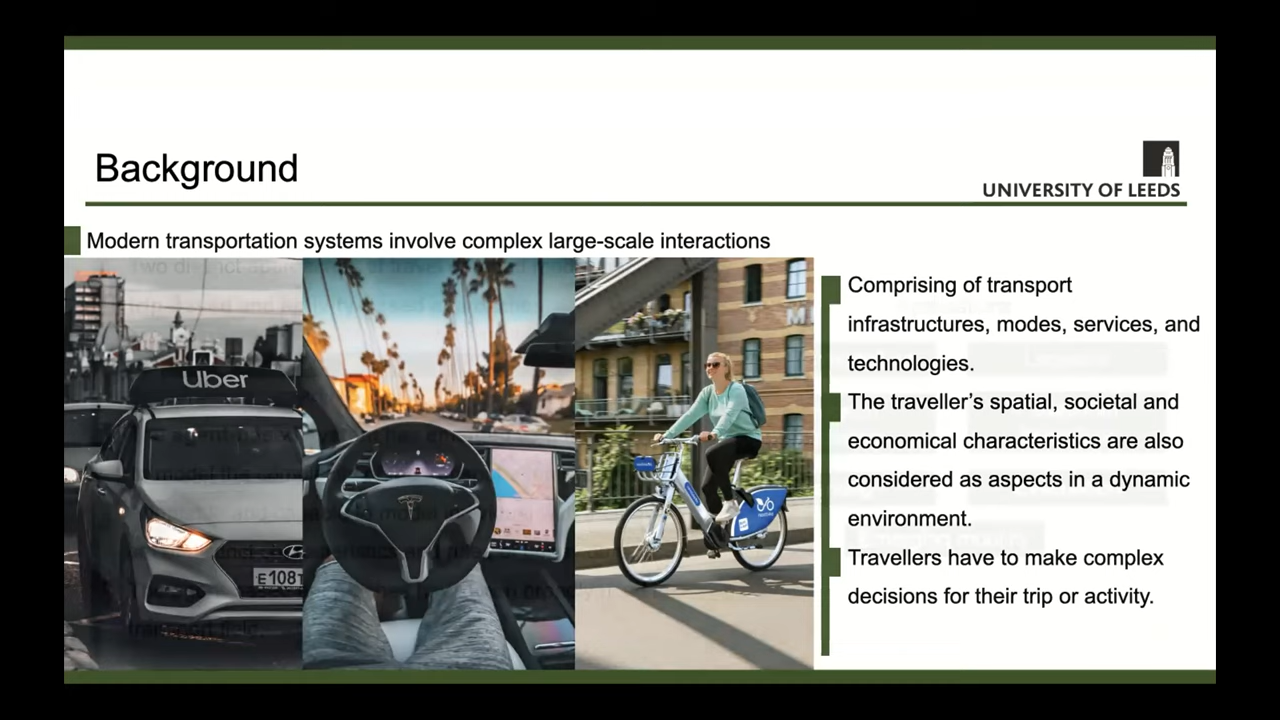 Background
UNIVERSITY OF LEEDS
Modern transportation systems involve complex large-scale interactions
Uber
E108
Comprising of transport
infrastructures, modes, services, and
technologies.
The traveller's spatial, societal and
economical characteristics are also
considered as aspects in a dynamic
environment.
Travellers have to make complex
decisions for their trip or activity.